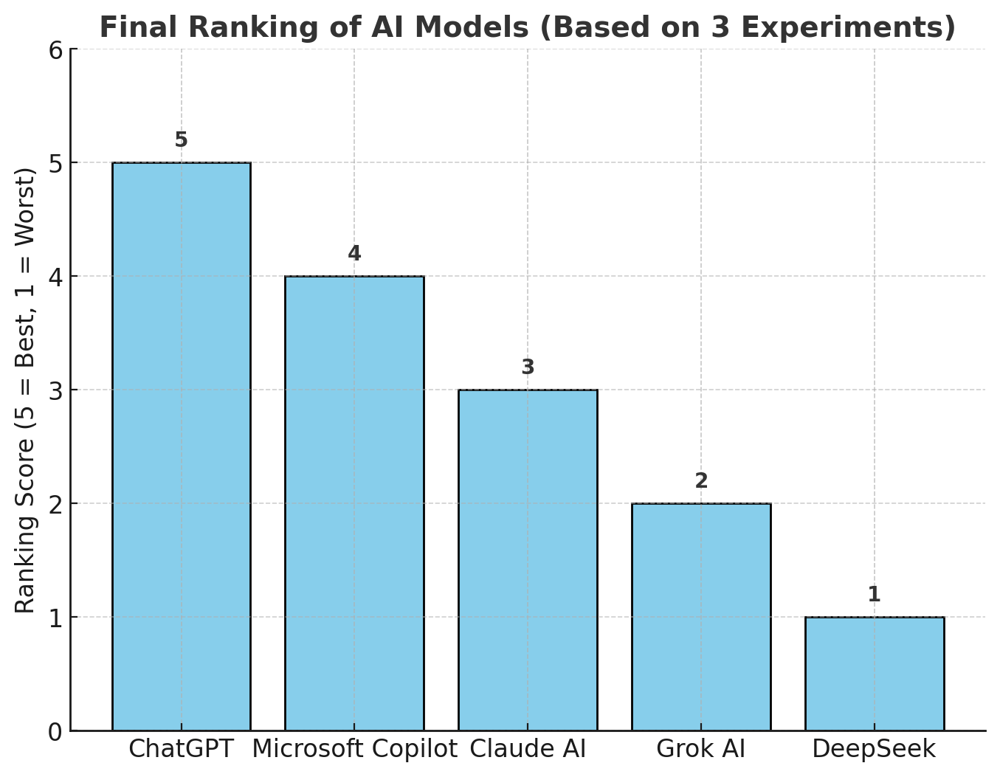 Final Ranking of AI Models (Based on 3 Experiments)
Ranking Score (5 = Best, 1 = Worst)
6
5
4
3
2
1
0
5
4
3
2
1
ChatGPT
Microsoft Copilot
Claude AI
Grok AI
DeepSeek